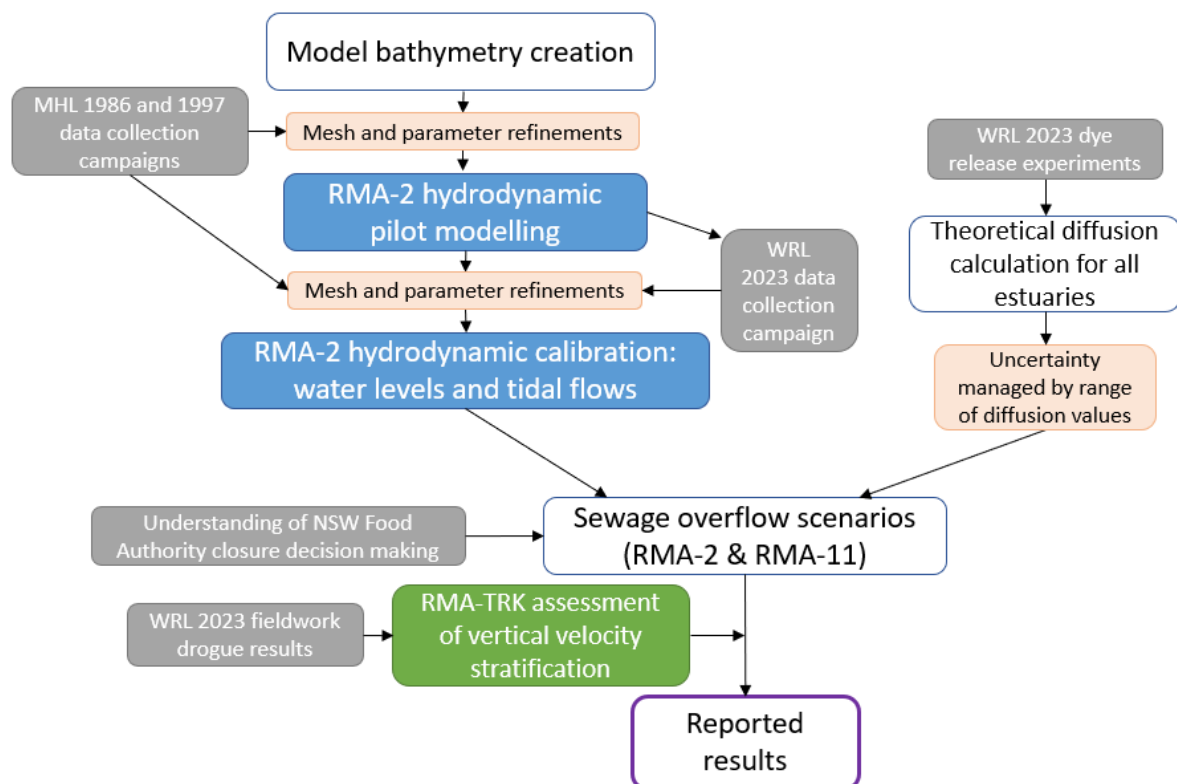 Model bathymetry creation
MHL 1986 and 1997
data collection
campaigns
Mesh and parameter refinements
WRL 2023 dye
release experiments
RMA-2 hydrodynamic
pilot modelling
Theoretical diffusion
calculation for all
estuaries
WRL
2023 data
collection
campaign
Mesh and parameter refinements
RMA-2 hydrodynamic calibration:
water levels and tidal flows
Uncertainty
managed by range
of diffusion values
Understanding of NSW Food
Authority closure decision making
Sewage overflow scenarios
(RMA-2 & RMA-11)
WRL 2023 fieldwork
drogue results
RMA-TRK assessment
of vertical velocity
stratification
Reported
results